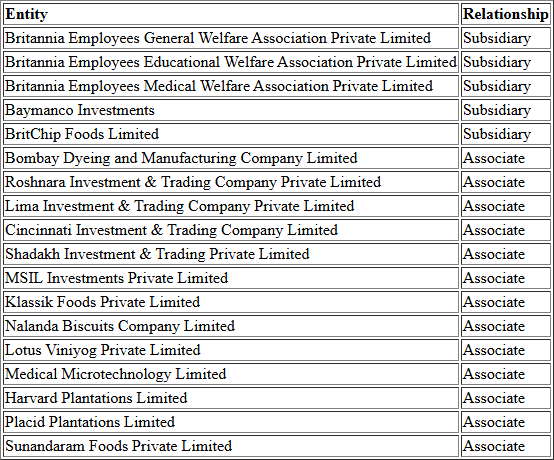 Entity Relationship
Britannia Employees General Welfare Association Private Limited Subsidiary
Britannia Employees Educational Welfare Association Private Limited Subsidiary
Britannia Employees Medical Welfare Association Private Limited Subsidiary
Baymanco Investments Subsidiary
BritChip Foods Limited Subsidiary
Bombay Dyeing and Manufacturing Company Limited Associate
Roshnara Investment & Trading Company Private Limited Associate
Lima Investment & Trading Company Private Limited Associate
Cincinnati Investment & Trading Company Limited Associate
Shadakh Investment & Trading Private Limited Associate
MSIL Investments Private Limited Associate
Klassik Foods Private Limited Associate
Nalanda Biscuits Company Limited Associate
Lotus Viniyog Private Limited Associate
Medical Microtechnology Limited Associate
Harvard Plantations Limited Associate
Placid Plantations Limited Associate
Sunandaram Foods Private Limited Associate